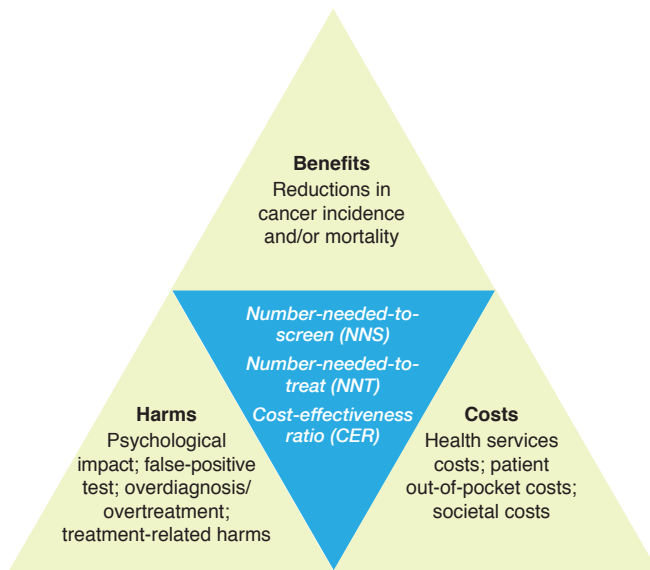 Benefits
Reductions in
cancer incidence
and/or mortality
Number-needed-to-
screen (NNS)
Number-needed-to-
treat (NNT)
Cost-effectiveness
ratio (CER)
Harms
Psychological
impact; false-positive
test; overdiagnosis/
overtreatment;
treatment-related harms
Costs
Health services
costs; patient
out-of-pocket costs;
societal costs